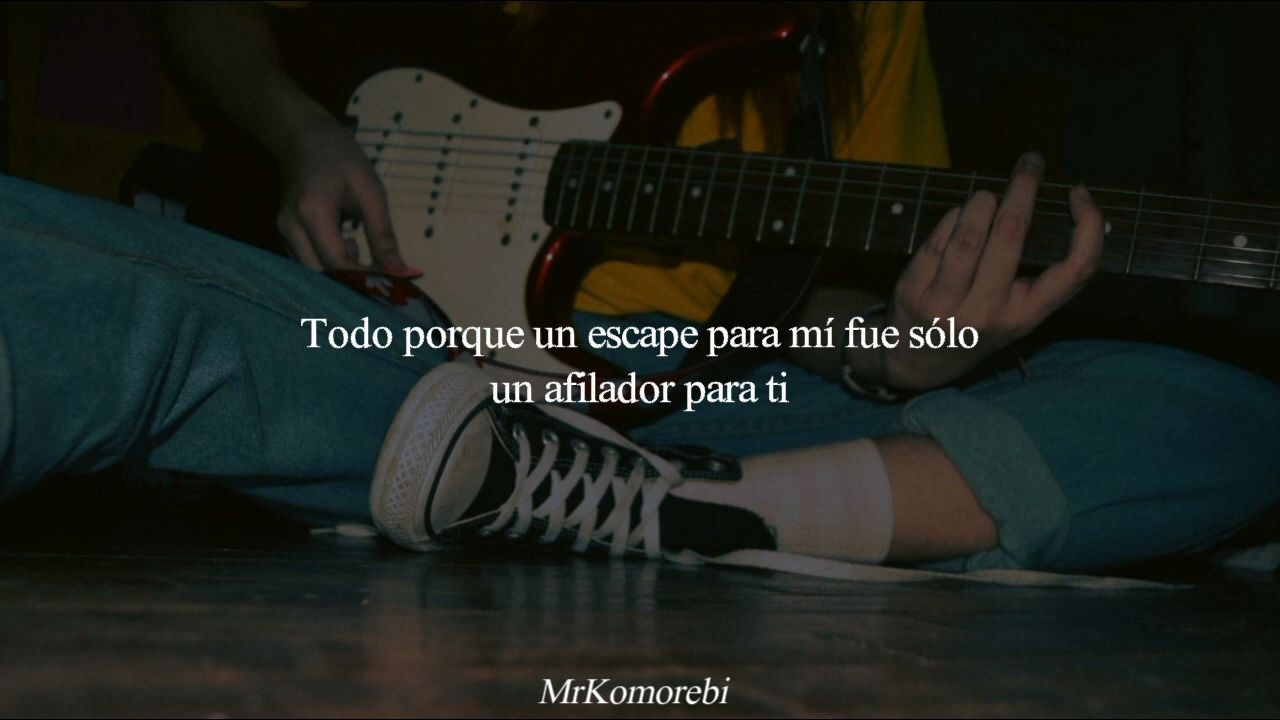 Todo porque un escape para mí fue sólo
un afilador para ti
MrKomorebi